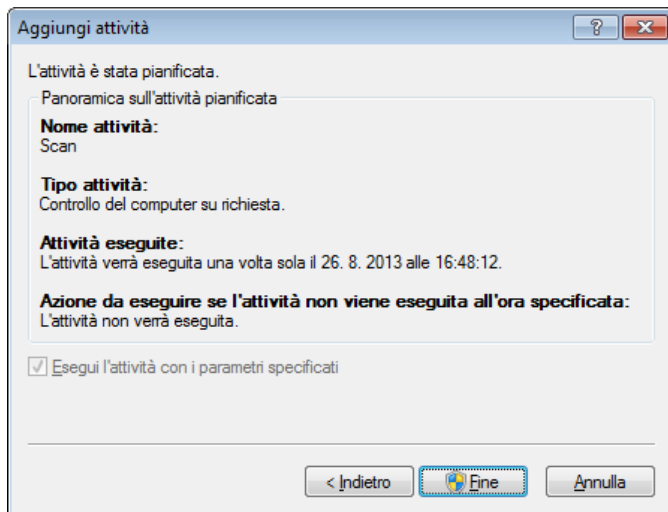 Aggiungi attività
L'attività è stata pianificata.
Panoramica sull'attività pianificata
Nome attività:
Scan
Tipo attività:
Controllo del computer su richiesta.
Attività eseguite:
L'attività verrà eseguita una volta sola il 26. 8. 2013 alle 16:48:12.
Azione da eseguire se l'attività non viene eseguita all'ora specificata:
L'attività non verrà eseguita.
Esegui l'attività con i parametri specificati
< Indietro
Fine
Annulla